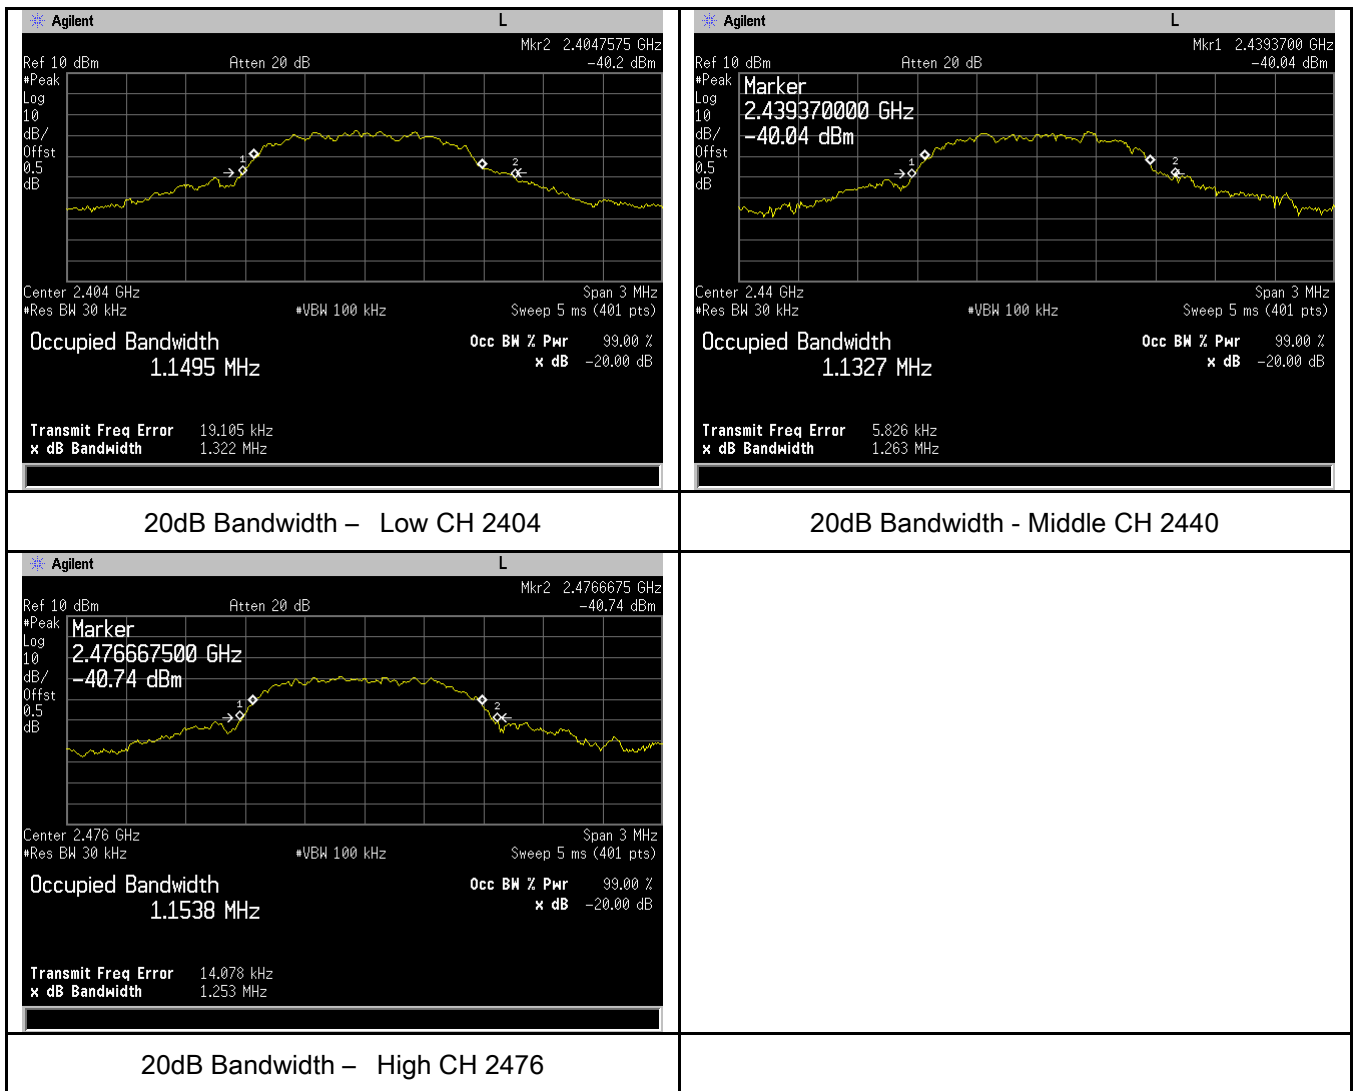 Agilent L
Mkr2 2.4047575 GHz
Ref 10 dBm Atten 20 dB -40.2 dBm
#Peak
Log
10
dB/
Offst
0.5
dB
1
2
Center 2.404 GHz Span 3 MHz
#Res BW 30 kHz #VBW 100 kHz Sweep 5 ms (401 pts)
Occupied Bandwidth Occ BW % Pwr 99.00 %
1.1495 MHz x dB -20.00 dB
Transmit Freq Error 19.105 kHz
x dB Bandwidth 1.322 MHz
20dB Bandwidth – Low CH 2404
Agilent L
Mkr1 2.4393700 GHz
Ref 10 dBm Atten 20 dB -40.04 dBm
#Peak
Log
10
dB/
Offst
0.5
dB
Marker
2.439370000 GHz
-40.04 dBm
1
2
Center 2.44 GHz Span 3 MHz
#Res BW 30 kHz #VBW 100 kHz Sweep 5 ms (401 pts)
Occupied Bandwidth Occ BW % Pwr 99.00 %
1.1327 MHz x dB -20.00 dB
Transmit Freq Error 5.826 kHz
x dB Bandwidth 1.263 MHz
20dB Bandwidth - Middle CH 2440
Agilent L
Mkr2 2.4766675 GHz
Ref 10 dBm Atten 20 dB -40.74 dBm
#Peak
Log
10
dB/
Offst
0.5
dB
Marker
2.476667500 GHz
-40.74 dBm
1
2
Center 2.476 GHz Span 3 MHz
#Res BW 30 kHz #VBW 100 kHz Sweep 5 ms (401 pts)
Occupied Bandwidth Occ BW % Pwr 99.00 %
1.1538 MHz x dB -20.00 dB
Transmit Freq Error 14.078 kHz
x dB Bandwidth 1.253 MHz
20dB Bandwidth – High CH 2476